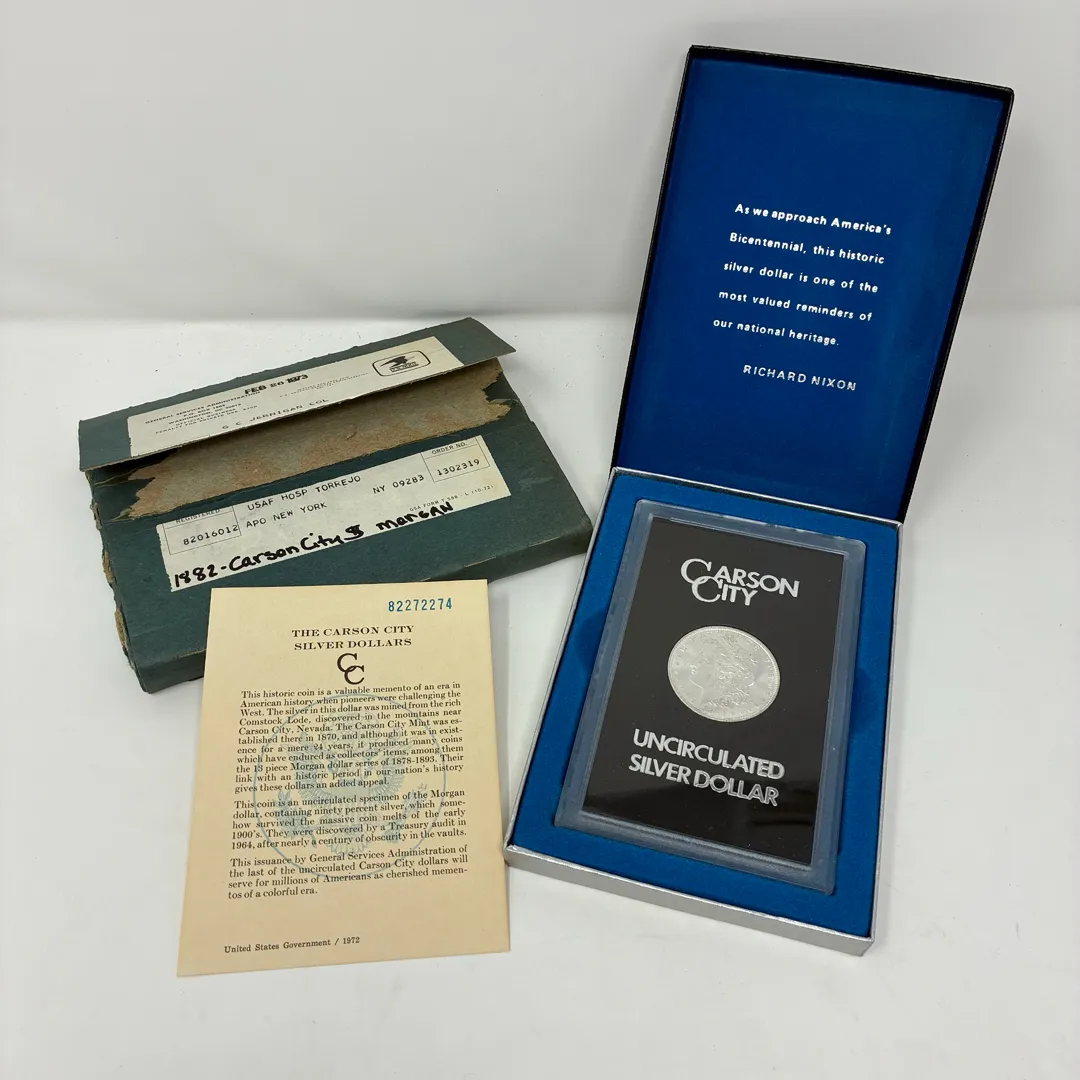 As we approach America's
Bicentennial, this historic
silver dollar is one of the
most valued reminders of
our national heritage.
RICHARD NIXON
CARSON
CITY
UNCIRCULATED
SILVER DOLLAR
FEB 1973
GENERAL SERVICES ADMINISTRATION
WASHINGTON, DC
OFFICIAL BUSINESS
JERNIGAN COL
REGISTERED
82016012
USAF HOSP TORREJO
APO NEW YORK
NY 09283
ORDER NO.
1302319
1882-Carson City $ morgan
82272274
THE CARSON CITY
SILVER DOLLARS
CC
This historic coin is a valuable memento of an era in
American history when pioneers were challenging the
West. The silver in this dollar was mined from the rich
Comstock Lode, discovered in the mountains near
Carson City, Nevada. The Carson City Mint was es-
tablished there in 1870, and although it was in exist-
ence for a mere 24 years, it produced many coins
which have endured as collectors' items, among them
the 13 piece Morgan dollar series of 1878-1893. Their
link with an historic period in our nation's history
gives these dollars an added appeal.
This coin is an uncirculated specimen of the Morgan
dollar, containing ninety percent silver, which some-
how survived the massive coin melts of the early
1900's. They were discovered by a Treasury audit in
1964, after nearly a century of obscurity in the vaults.
This issuance by General Services Administration of
the last of the uncirculated Carson City dollars will
serve for millions of Americans as cherished memen-
tos of a colorful era.
United States Government / 1972